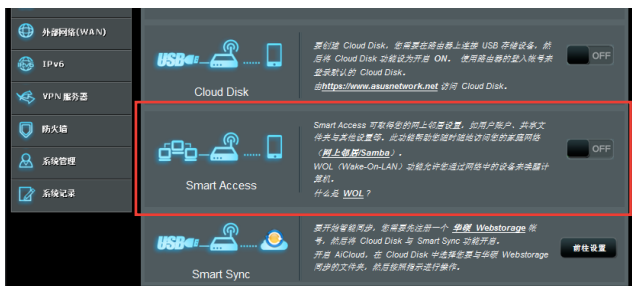 外部网络(WAN)
IPv6
VPN 服务器
防火墙
系统管理
系统记录
USB
Cloud Disk
要创建 Cloud Disk，您需要在路由器上连接 USB 存储设备，然
后将 Cloud Disk 功能设为开启 ON。 使用路由器的登入帐号来
登录默认的 Cloud Disk。
由https://www.asusnetwork.net 访问 Cloud Disk.
OFF
Smart Access
Smart Access 可取得您的网上邻居设置，如用户账户、共享文
件夹与其他设置等。此功能帮助您随时随地访问您的家庭网络
（网上邻居/Samba）。
WOL（Wake-On-LAN）功能允许您通过网络中的设备来唤醒计
算机。
什么是 WOL？
OFF
USB
Smart Sync
要开始智能同步，您需要先注册一个 华硕 Webstorage 帐
号，然后将 Cloud Disk 与 Smart Sync 功能开启。
开启 AiCloud。在 Cloud Disk 中选择您要与华硕 Webstorage
同步的文件夹，然后按照指示进行操作。
前往设置